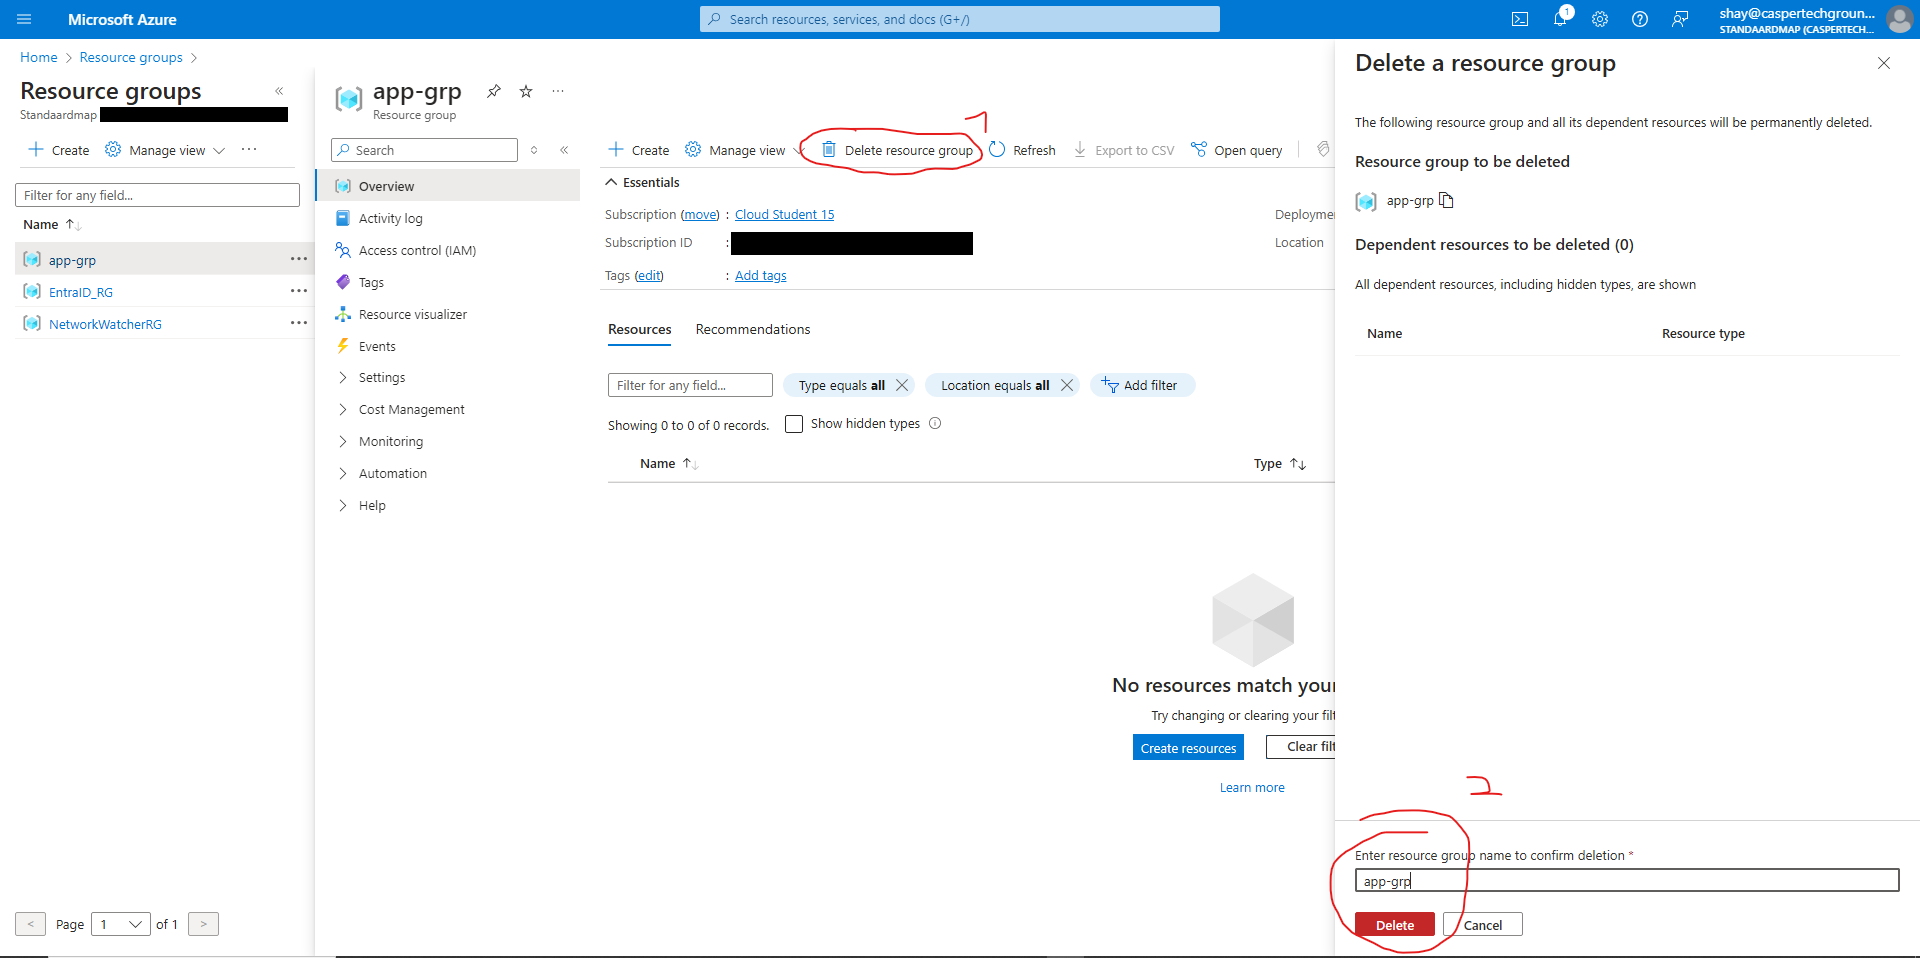 Microsoft Azure
Search resources, services, and docs (G+/)
1
shay@caspertechgroun...
STANDAARDMAP (CASPERTECH...
Home > Resource groups >
Resource groups
«
Standaardmap
Create
Manage view
...
Filter for any field...
Name
app-grp
EntraID_RG
NetworkWatcherRG
< Page 1 of 1 >
app-grp
...
Resource group
Search
«
Overview
Activity log
Access control (IAM)
Tags
Resource visualizer
Events
Settings
Cost Management
Monitoring
Automation
Help
1
Create
Manage view
Delete resource group
Refresh
Export to CSV
Open query
Essentials
Subscription (move) : Cloud Student 15
Subscription ID :
Tags (edit) : Add tags
Deployme
Location
Resources
Recommendations
Filter for any field...
Type equals all
Location equals all
Add filter
Showing 0 to 0 of 0 records.
Show hidden types
Name
Type
No resources match your
Try changing or clearing your filt
Create resources
Clear filt
Learn more
Delete a resource group
The following resource group and all its dependent resources will be permanently deleted.
Resource group to be deleted
app-grp
Dependent resources to be deleted (0)
All dependent resources, including hidden types, are shown
Name
Resource type
2
Enter resource group name to confirm deletion *
app-grp
Delete
Cancel